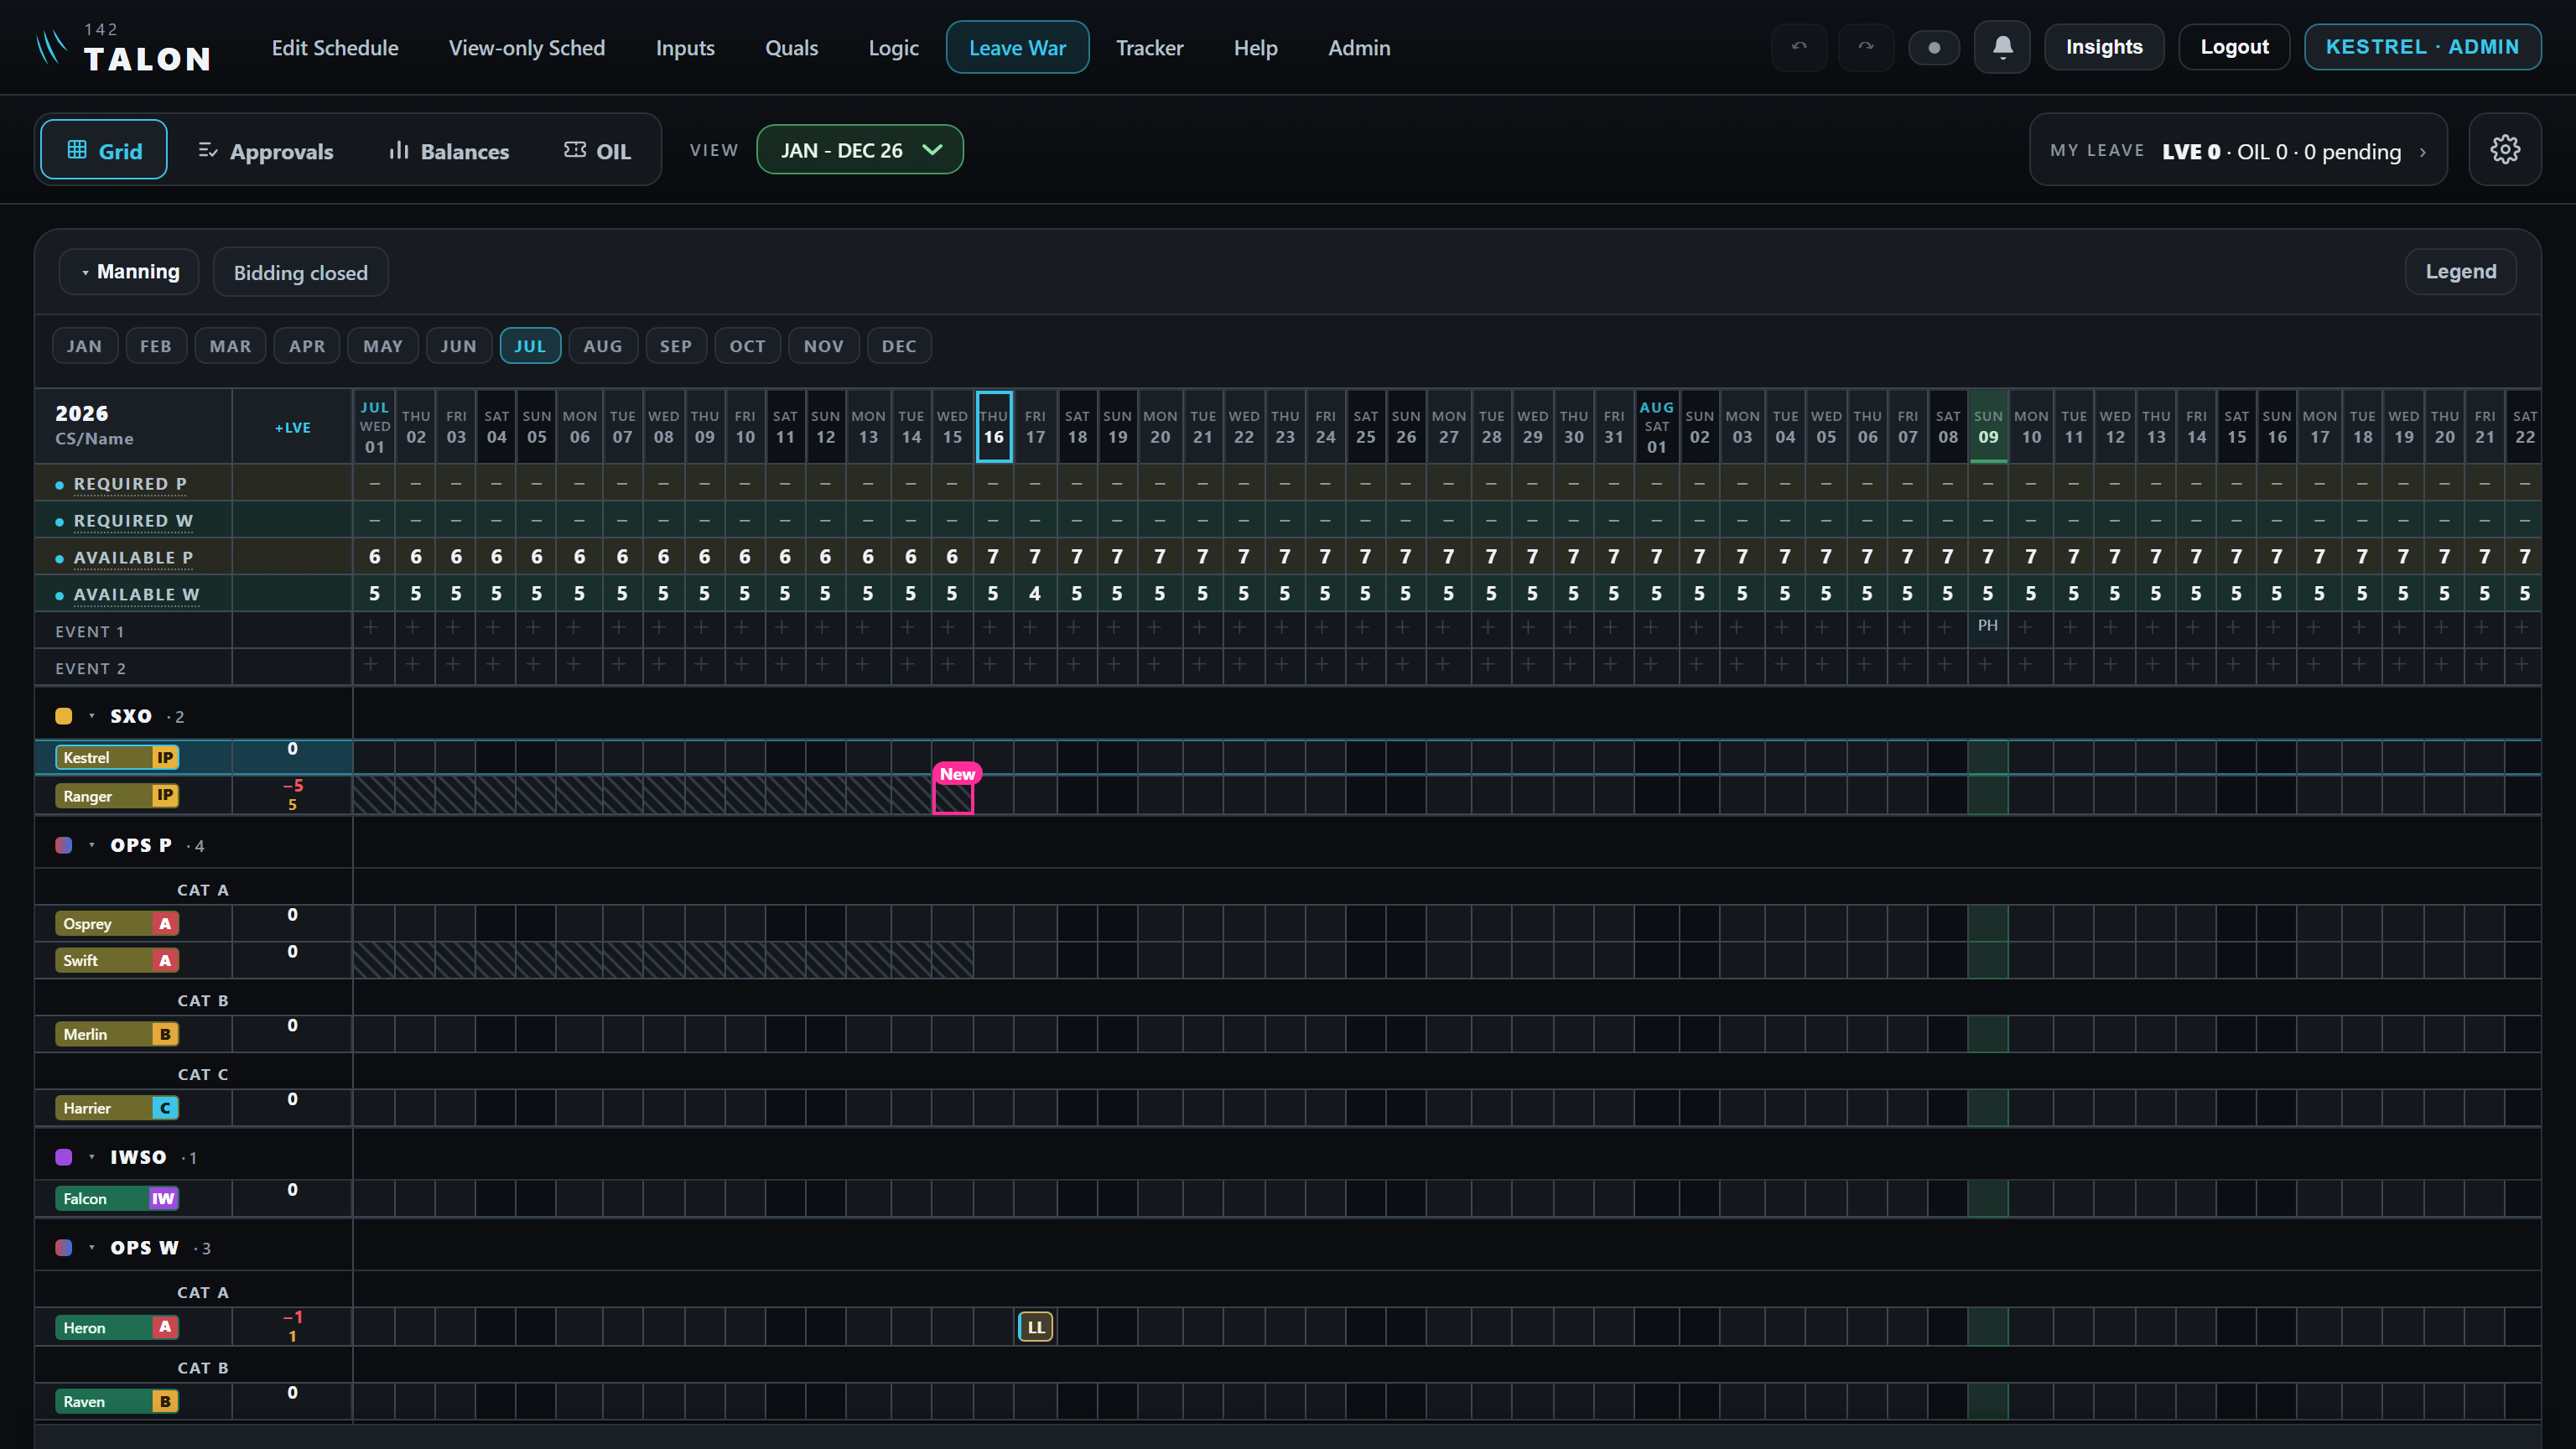 142
TALON
Edit Schedule
View-only Sched
Inputs
Quals
Logic
Leave War
Tracker
Help
Admin
Insights
Logout
KESTREL · ADMIN
Grid
Approvals
Balances
OIL
VIEW
JAN - DEC 26
MY LEAVE LVE 0 · OIL 0 · 0 pending ›
Manning
Bidding closed
Legend
JAN FEB MAR APR MAY JUN JUL AUG SEP OCT NOV DEC
2026
CS/Name
+LVE
JUL AUG
WED THU FRI SAT SUN MON TUE WED THU FRI SAT SUN MON TUE WED THU FRI SAT SUN MON TUE WED THU FRI SAT SUN MON TUE WED THU FRI SAT SUN MON TUE WED THU FRI SAT SUN MON TUE WED THU FRI SAT SUN MON TUE WED THU FRI SAT
01 02 03 04 05 06 07 08 09 10 11 12 13 14 15 16 17 18 19 20 21 22 23 24 25 26 27 28 29 30 31 01 02 03 04 05 06 07 08 09 10 11 12 13 14 15 16 17 18 19 20 21 22
REQUIRED P – – – – – – – – – – – – – – – – – – – – – – – – – – – – – – – – – – – – – – – – – – – – – – – – – – – – –
REQUIRED W – – – – – – – – – – – – – – – – – – – – – – – – – – – – – – – – – – – – – – – – – – – – – – – – – – – – –
AVAILABLE P 6 6 6 6 6 6 6 6 6 6 6 6 6 6 6 7 7 7 7 7 7 7 7 7 7 7 7 7 7 7 7 7 7 7 7 7 7 7 7 7 7 7 7 7 7 7 7 7 7 7 7 7 7
AVAILABLE W 5 5 5 5 5 5 5 5 5 5 5 5 5 5 5 5 4 5 5 5 5 5 5 5 5 5 5 5 5 5 5 5 5 5 5 5 5 5 5 5 5 5 5 5 5 5 5 5 5 5 5 5 5
EVENT 1 + + + + + + + + + + + + + + + + + + + + + + + + + + + + + + + + + + + + + + + PH + + + + + + + + + + + + +
EVENT 2 + + + + + + + + + + + + + + + + + + + + + + + + + + + + + + + + + + + + + + + + + + + + + + + + + + + + +
SXO · 2
Kestrel IP 0
Ranger IP −5
5
New
OPS P · 4
CAT A
Osprey A 0
Swift A 0
CAT B
Merlin B 0
CAT C
Harrier C 0
IWSO · 1
Falcon IW 0
OPS W · 3
CAT A
Heron A −1
1
LL
CAT B
Raven B 0